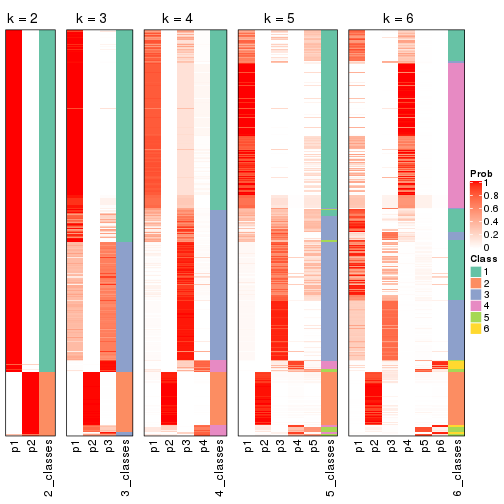 k = 2
k = 3
k = 4
k = 5
k = 6
Prob
1
0.8
0.6
0.4
0.2
0
Class
1
2
3
4
5
6
p1
p2
2_classes
p1
p2
p3
3_classes
p1
p2
p3
p4
4_classes
p1
p2
p3
p4
p5
5_classes
p1
p2
p3
p4
p5
p6
6_classes